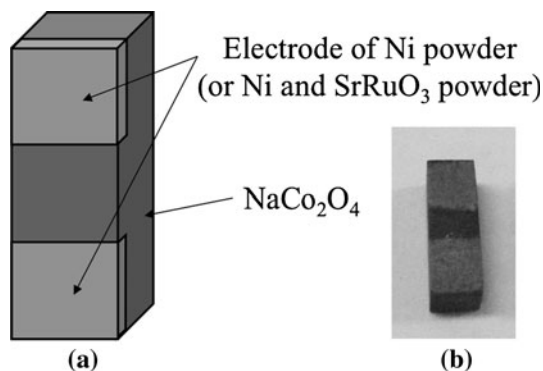 Electrode of Ni powder
(or Ni and SrRuO₃ powder)
NaCo₂O₄
(a)
(b)